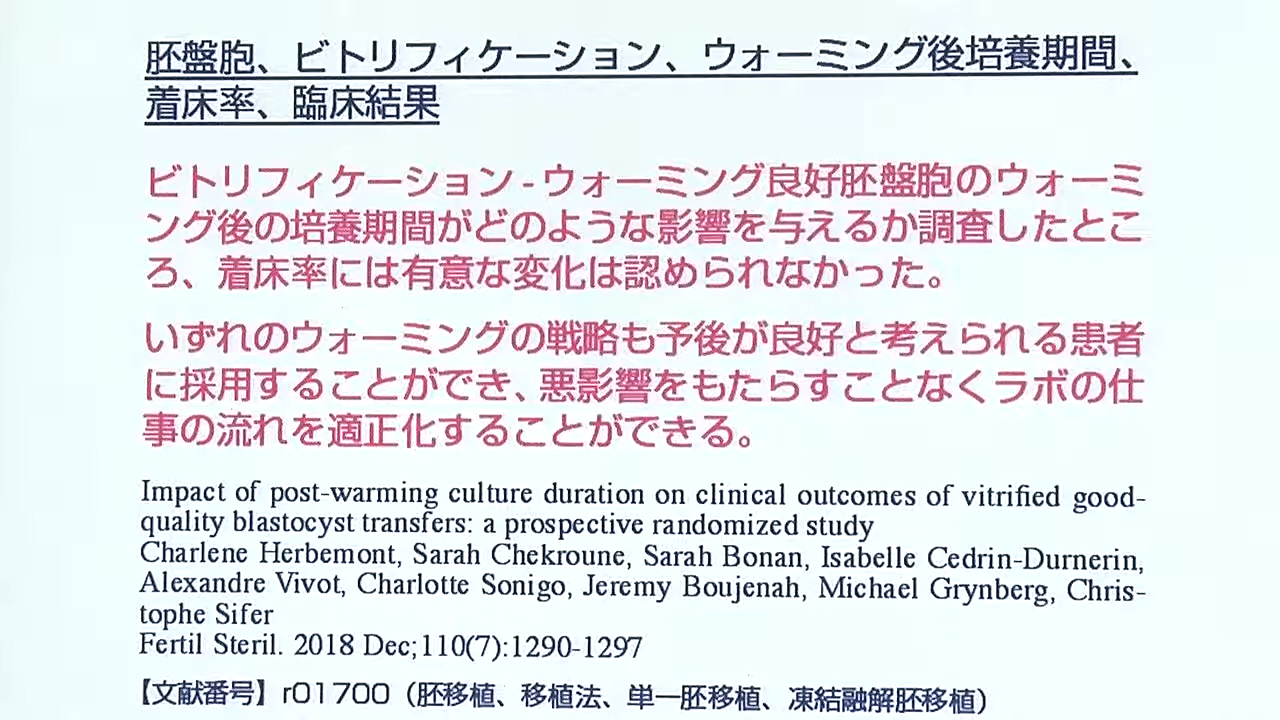 胚盤胞、ビトリフィケーション、ウォーミング後培養期間、
着床率、臨床結果
ビトリフィケーション-ウォーミング良好胚盤胞のウォーミ
ング後の培養期間がどのような影響を与えるか調査したとこ
ろ、着床率には有意な変化は認められなかった。
いずれのウォーミングの戦略も予後が良好と考えられる患者
に採用することができ、悪影響をもたらすことなくラボの仕
事の流れを適正化することができる。
Impact of post-warming culture duration on clinical outcomes of vitrified good-
quality blastocyst transfers: a prospective randomized study
Charlene Herbemont, Sarah Chekroune, Sarah Bonan, Isabelle Cedrin-Durnerin,
Alexandre Vivot, Charlotte Sonigo, Jeremy Boujenah, Michael Grynberg, Chris-
tophe Sifer
Fertil Steril. 2018 Dec;110(7):1290-1297
【文献番号】r01700（胚移植、移植法、単一胚移植、凍結融解胚移植）